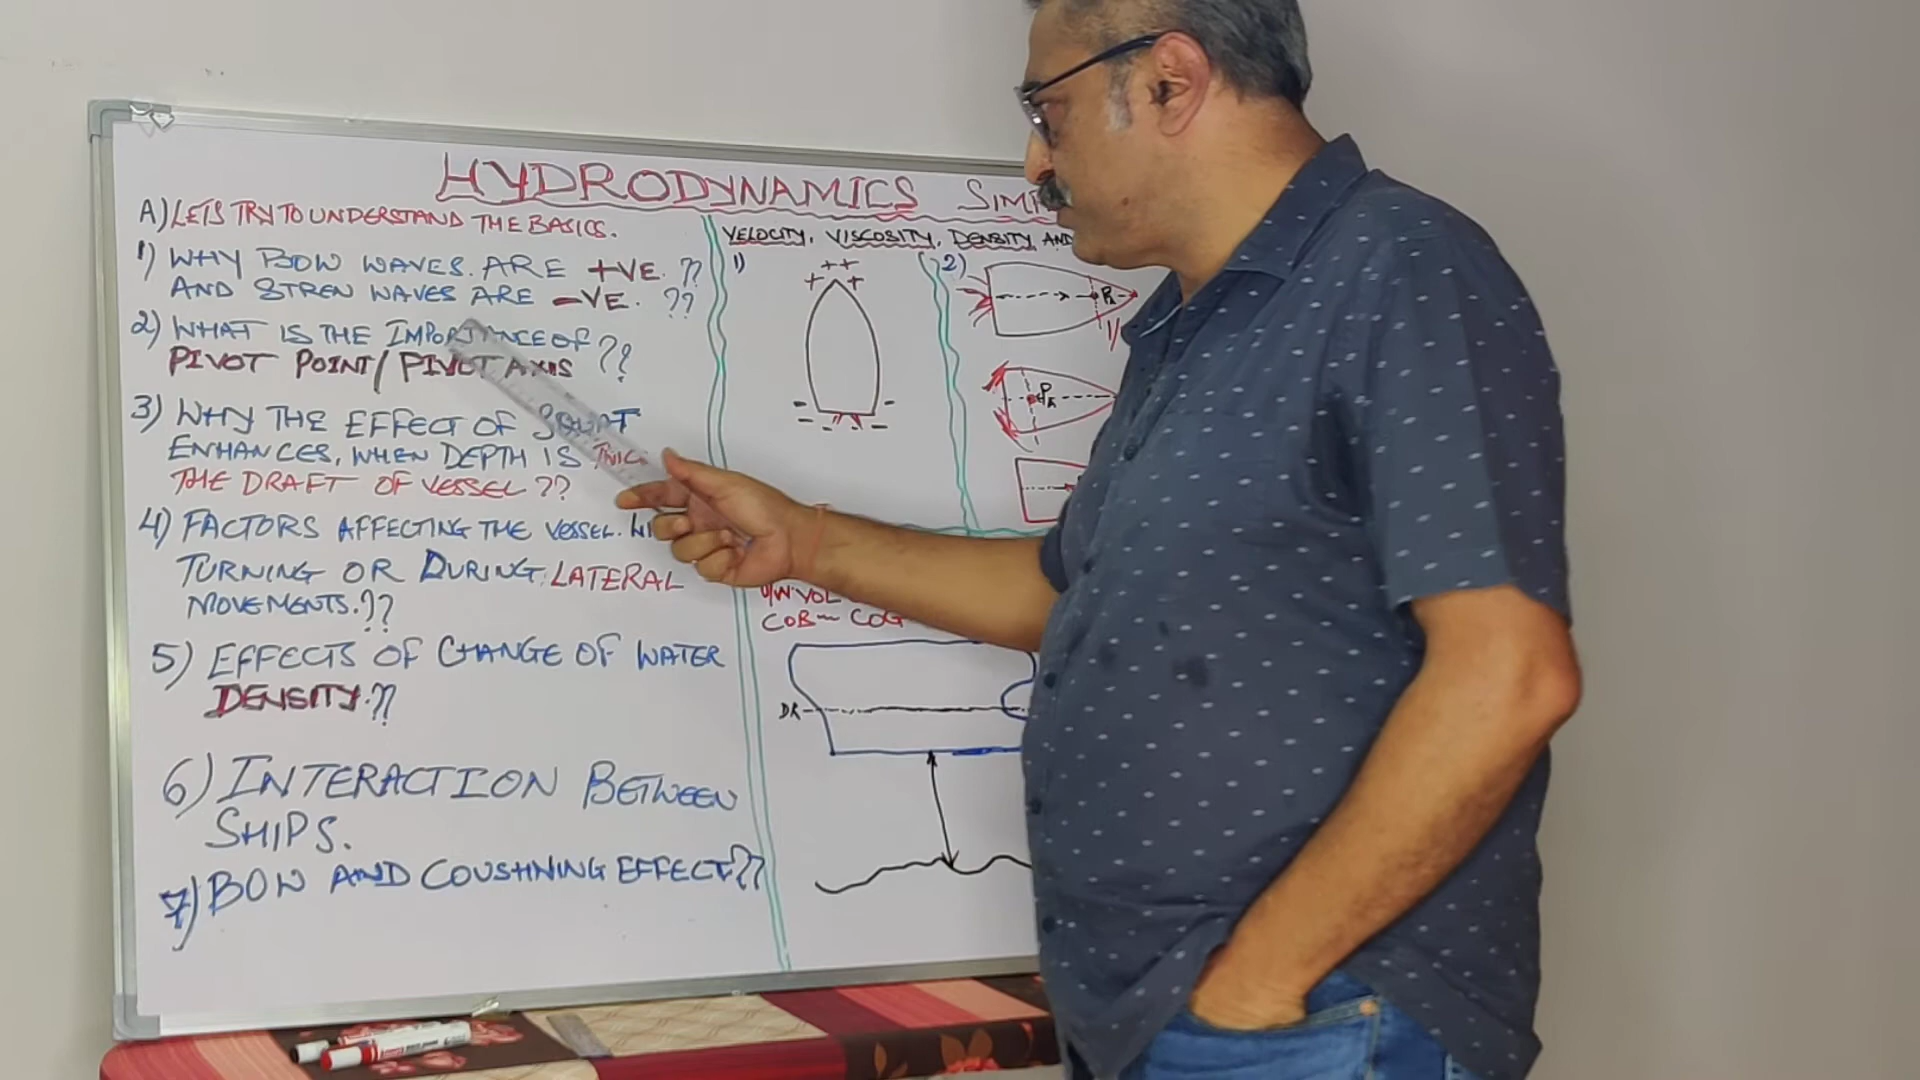 HYDRODYNAMICS
A) LETS TRY TO UNDERSTAND THE BASICS.
1) WHY BOW WAVES ARE +VE. ??
AND STREN WAVES ARE -VE. ??
2) WHAT IS THE IMPORTANCE OF
PIVOT POINT/PIVOT AXIS ??
3) WHY THE EFFECT OF SQUAT
ENHANCES, WHEN DEPTH IS
THE DRAFT OF VESSEL ??
4) FACTORS AFFECTING THE VESSEL.
TURNING OR DURING LATERAL
MOVEMENTS.??
5) EFFECTS OF CHANGE OF WATER
DENSITY.??
6) INTERACTION BETWEEN
SHIPS.
7) BOW AND COUSHNING EFFECT??
VELOCITY, VISCOSITY, DENSITY AND
1)
2)
U/W VOL
COB~COG